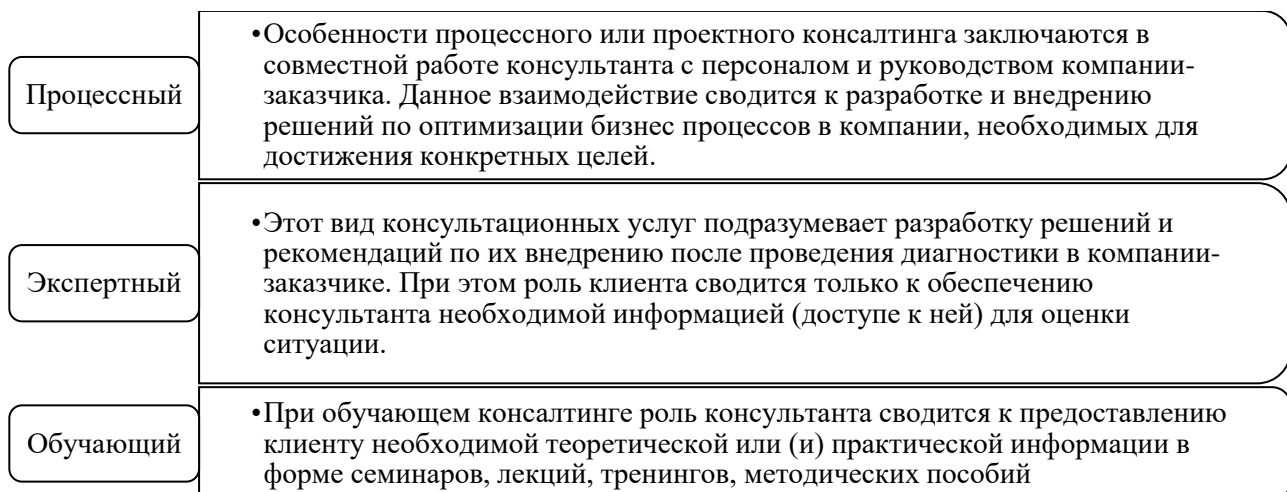 Процессный
•Особенности процессного или проектного консалтинга заключаются в
совместной работе консультанта с персоналом и руководством компании-
заказчика. Данное взаимодействие сводится к разработке и внедрению
решений по оптимизации бизнес процессов в компании, необходимых для
достижения конкретных целей.
Экспертный
•Этот вид консультационных услуг подразумевает разработку решений и
рекомендаций по их внедрению после проведения диагностики в компании-
заказчике. При этом роль клиента сводится только к обеспечению
консультанта необходимой информацией (доступе к ней) для оценки
ситуации.
Обучающий
•При обучающем консалтинге роль консультанта сводится к предоставлению
клиенту необходимой теоретической или (и) практической информации в
форме семинаров, лекций, тренингов, методических пособий